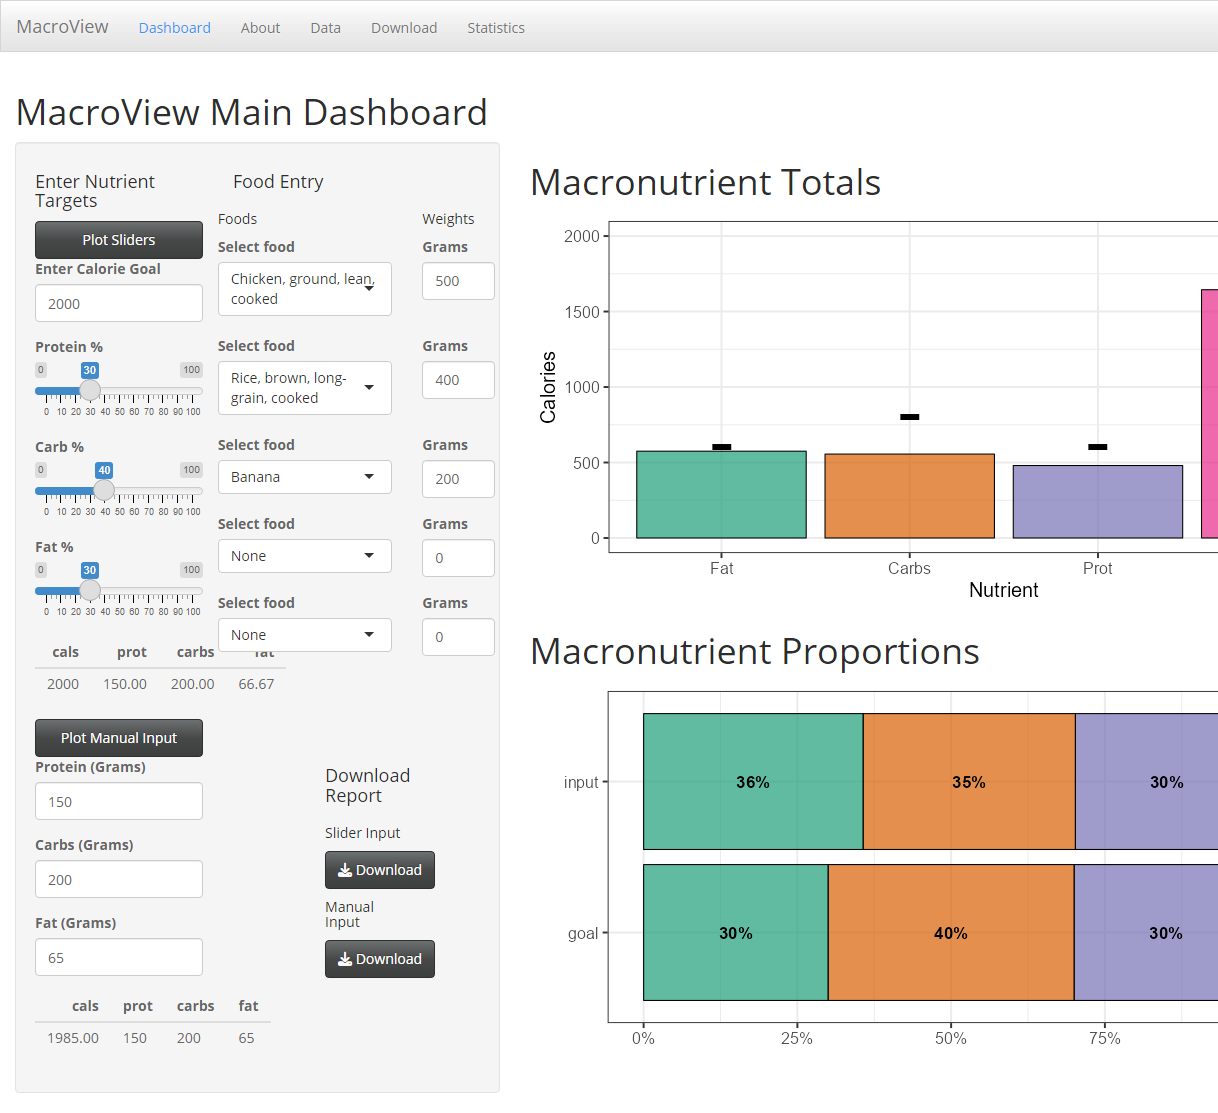 MacroView Dashboard About Data Download Statistics
MacroView Main Dashboard
Enter Nutrient
Targets
Plot Sliders
Enter Calorie Goal
2000
Protein %
0 30 100
0 10 20 30 40 50 60 70 80 90 100
Carb %
0 40 100
0 10 20 30 40 50 60 70 80 90 100
Fat %
0 30 100
0 10 20 30 40 50 60 70 80 90 100
cals prot carbs fat
2000 150.00 200.00 66.67
Plot Manual Input
Protein (Grams)
150
Carbs (Grams)
200
Fat (Grams)
65
cals prot carbs fat
1985.00 150 200 65
Food Entry
Foods Weights
Select food Grams
Chicken, ground, lean,
cooked
500
Select food Grams
Rice, brown, long-
grain, cooked
400
Select food Grams
Banana 200
Select food Grams
None 0
Select food Grams
None 0
Download
Report
Slider Input
Download
Manual
Input
Download
Macronutrient Totals
Calories
2000
1500
1000
500
0
Fat Carbs Prot
Nutrient
Macronutrient Proportions
input 36% 35% 30%
goal 30% 40% 30%
0% 25% 50% 75%